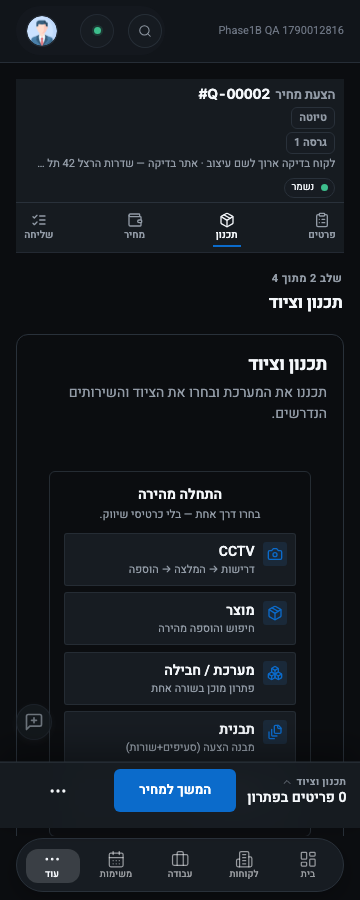 Phase1B QA 1790012816
הצעת מחיר #Q-00002
טיוטה
גרסה 1
לקוח בדיקה ארוך לשם עיצוב · אתר בדיקה — שדרות הרצל 42 תל ...
נשמר
פרטים
תכנון
מחיר
שליחה
שלב 2 מתוך 4
תכנון וציוד
תכנון וציוד
תכננו את המערכת ובחרו את הציוד והשירותים
הנדרשים.
התחלה מהירה
בחרו דרך אחת — בלי כרטיסי שיווק.
CCTV
דרישות → המלצה → הוספה
מוצר
חיפוש והוספה מהירה
מערכת / חבילה
פתרון מוכן בשורה אחת
תבנית
מבנה הצעה (סעיפים+שורות)
תכנון וציוד
0 פריטים בפתרון
המשך למחיר
בית
לקוחות
עבודה
משימות
עוד